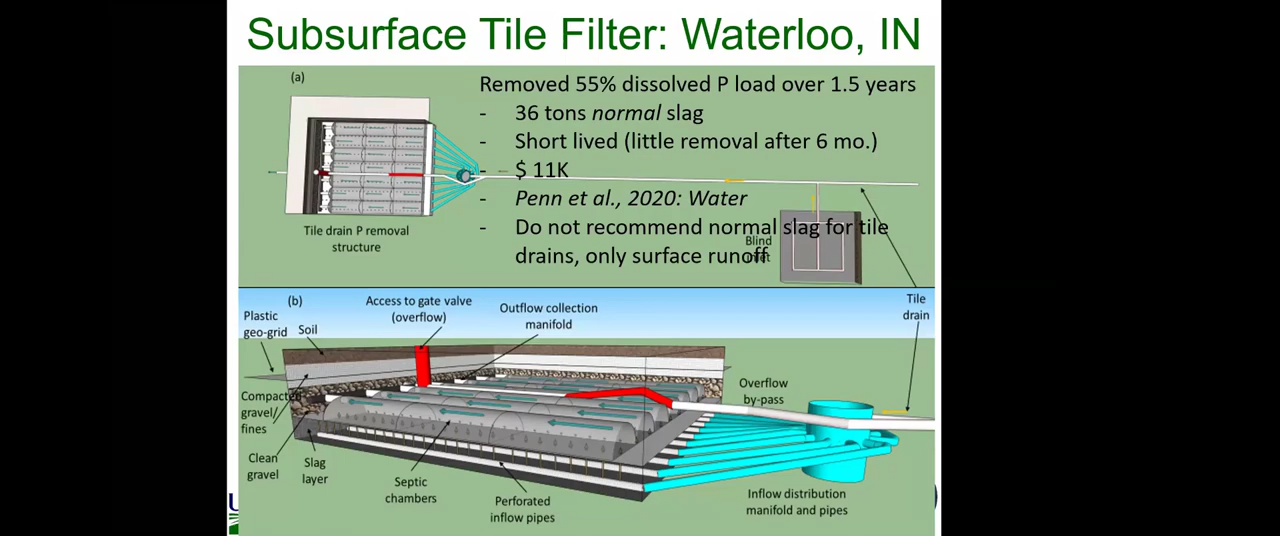 Subsurface Tile Filter: Waterloo, IN
(a)
Removed 55% dissolved P load over 1.5 years
- 36 tons normal slag
- Short lived (little removal after 6 mo.)
- $ 11K
- Penn et al., 2020: Water
- Do not recommend normal slag for tile
drains, only surface runoff
Tile drain P removal
structure
Blind
inlet
(b)
Plastic
geo-grid
Soil
Access to gate valve
(overflow)
Outflow collection
manifold
Tile
drain
Compacted
gravel/
fines
Overflow
by-pass
Clean
gravel
Slag
layer
Septic
chambers
Perforated
inflow pipes
Inflow distribution
manifold and pipes
U